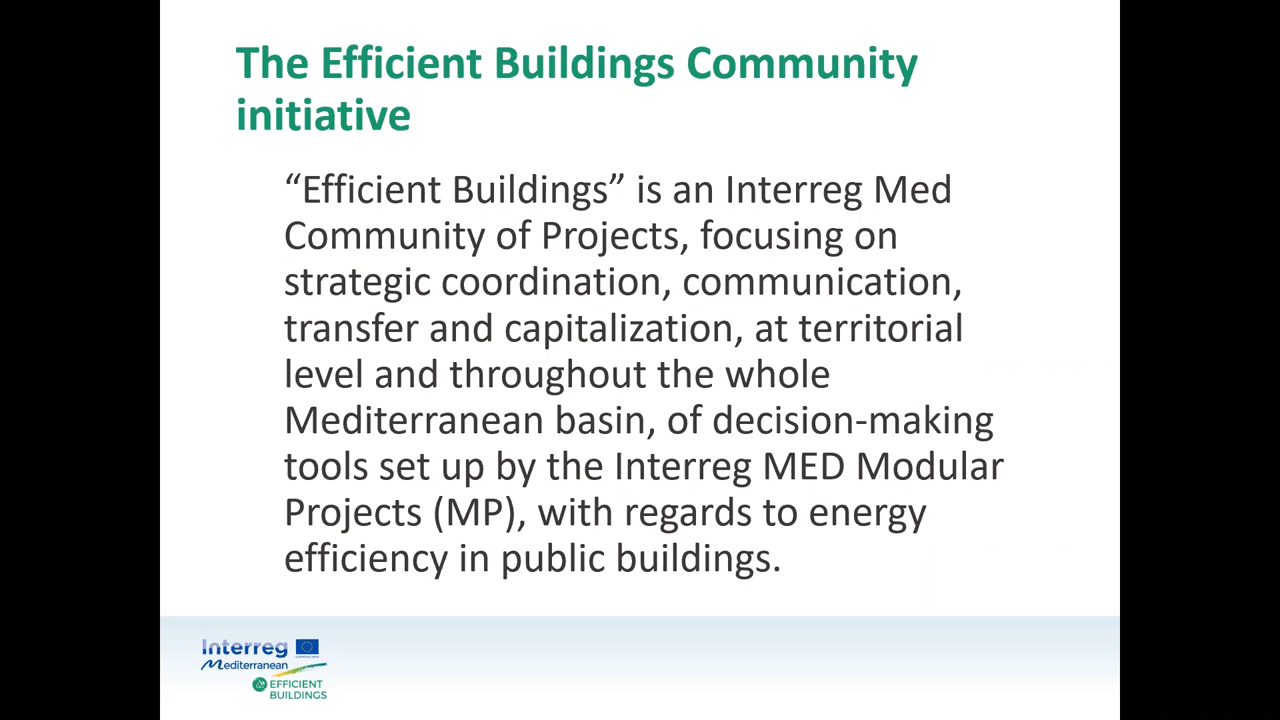 The Efficient Buildings Community
initiative
“Efficient Buildings” is an Interreg Med
Community of Projects, focusing on
strategic coordination, communication,
transfer and capitalization, at territorial
level and throughout the whole
Mediterranean basin, of decision-making
tools set up by the Interreg MED Modular
Projects (MP), with regards to energy
efficiency in public buildings.
Interreg
Mediterranean
EFFICIENT
BUILDINGS